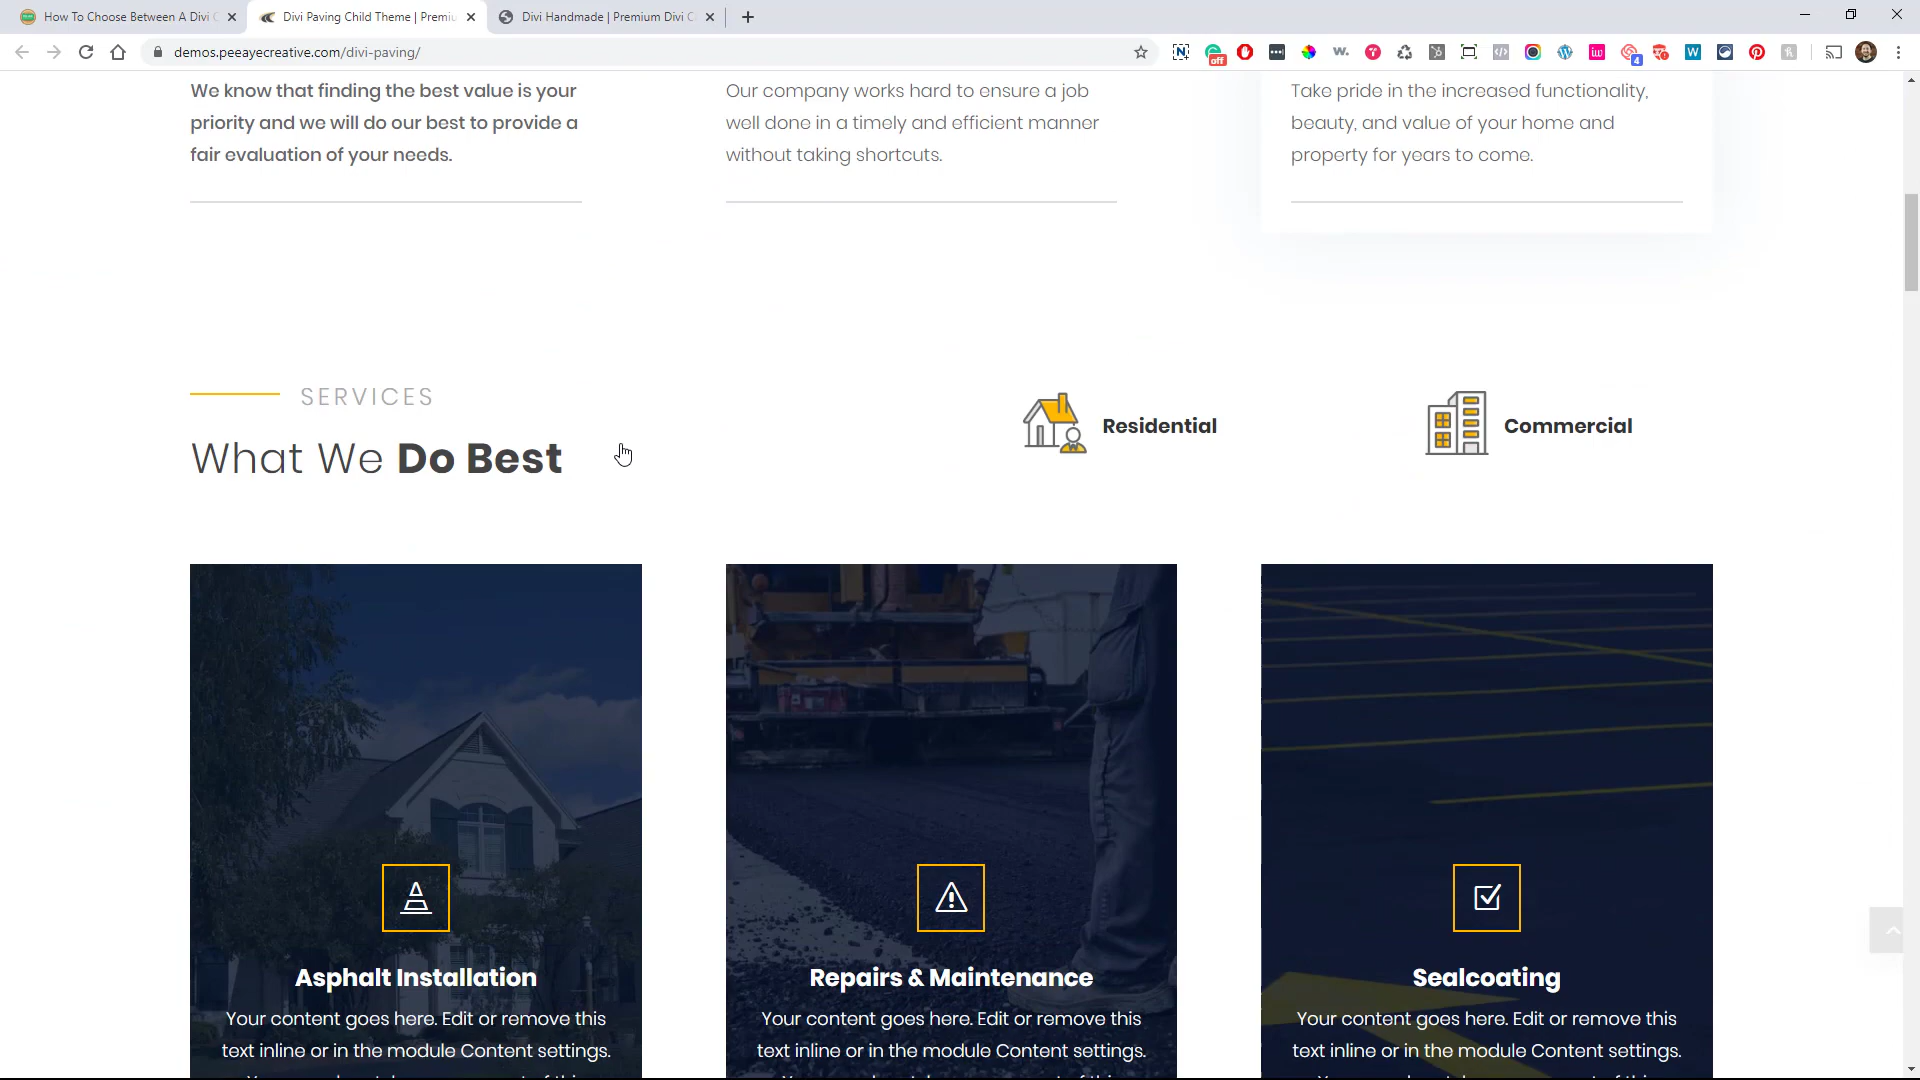 How To Choose Between A Divi C
Divi Paving Child Theme | Premiu
Divi Handmade | Premium Divi C
demos.peeayecreative.com/divi-paving/
off
4
We know that finding the best value is your
priority and we will do our best to provide a
fair evaluation of your needs.
Our company works hard to ensure a job
well done in a timely and efficient manner
without taking shortcuts.
Take pride in the increased functionality,
beauty, and value of your home and
property for years to come.
SERVICES
What We Do Best
Residential
Commercial
Asphalt Installation
Your content goes here. Edit or remove this
text inline or in the module Content settings.
Repairs & Maintenance
Your content goes here. Edit or remove this
text inline or in the module Content settings.
Sealcoating
Your content goes here. Edit or remove this
text inline or in the module Content settings.